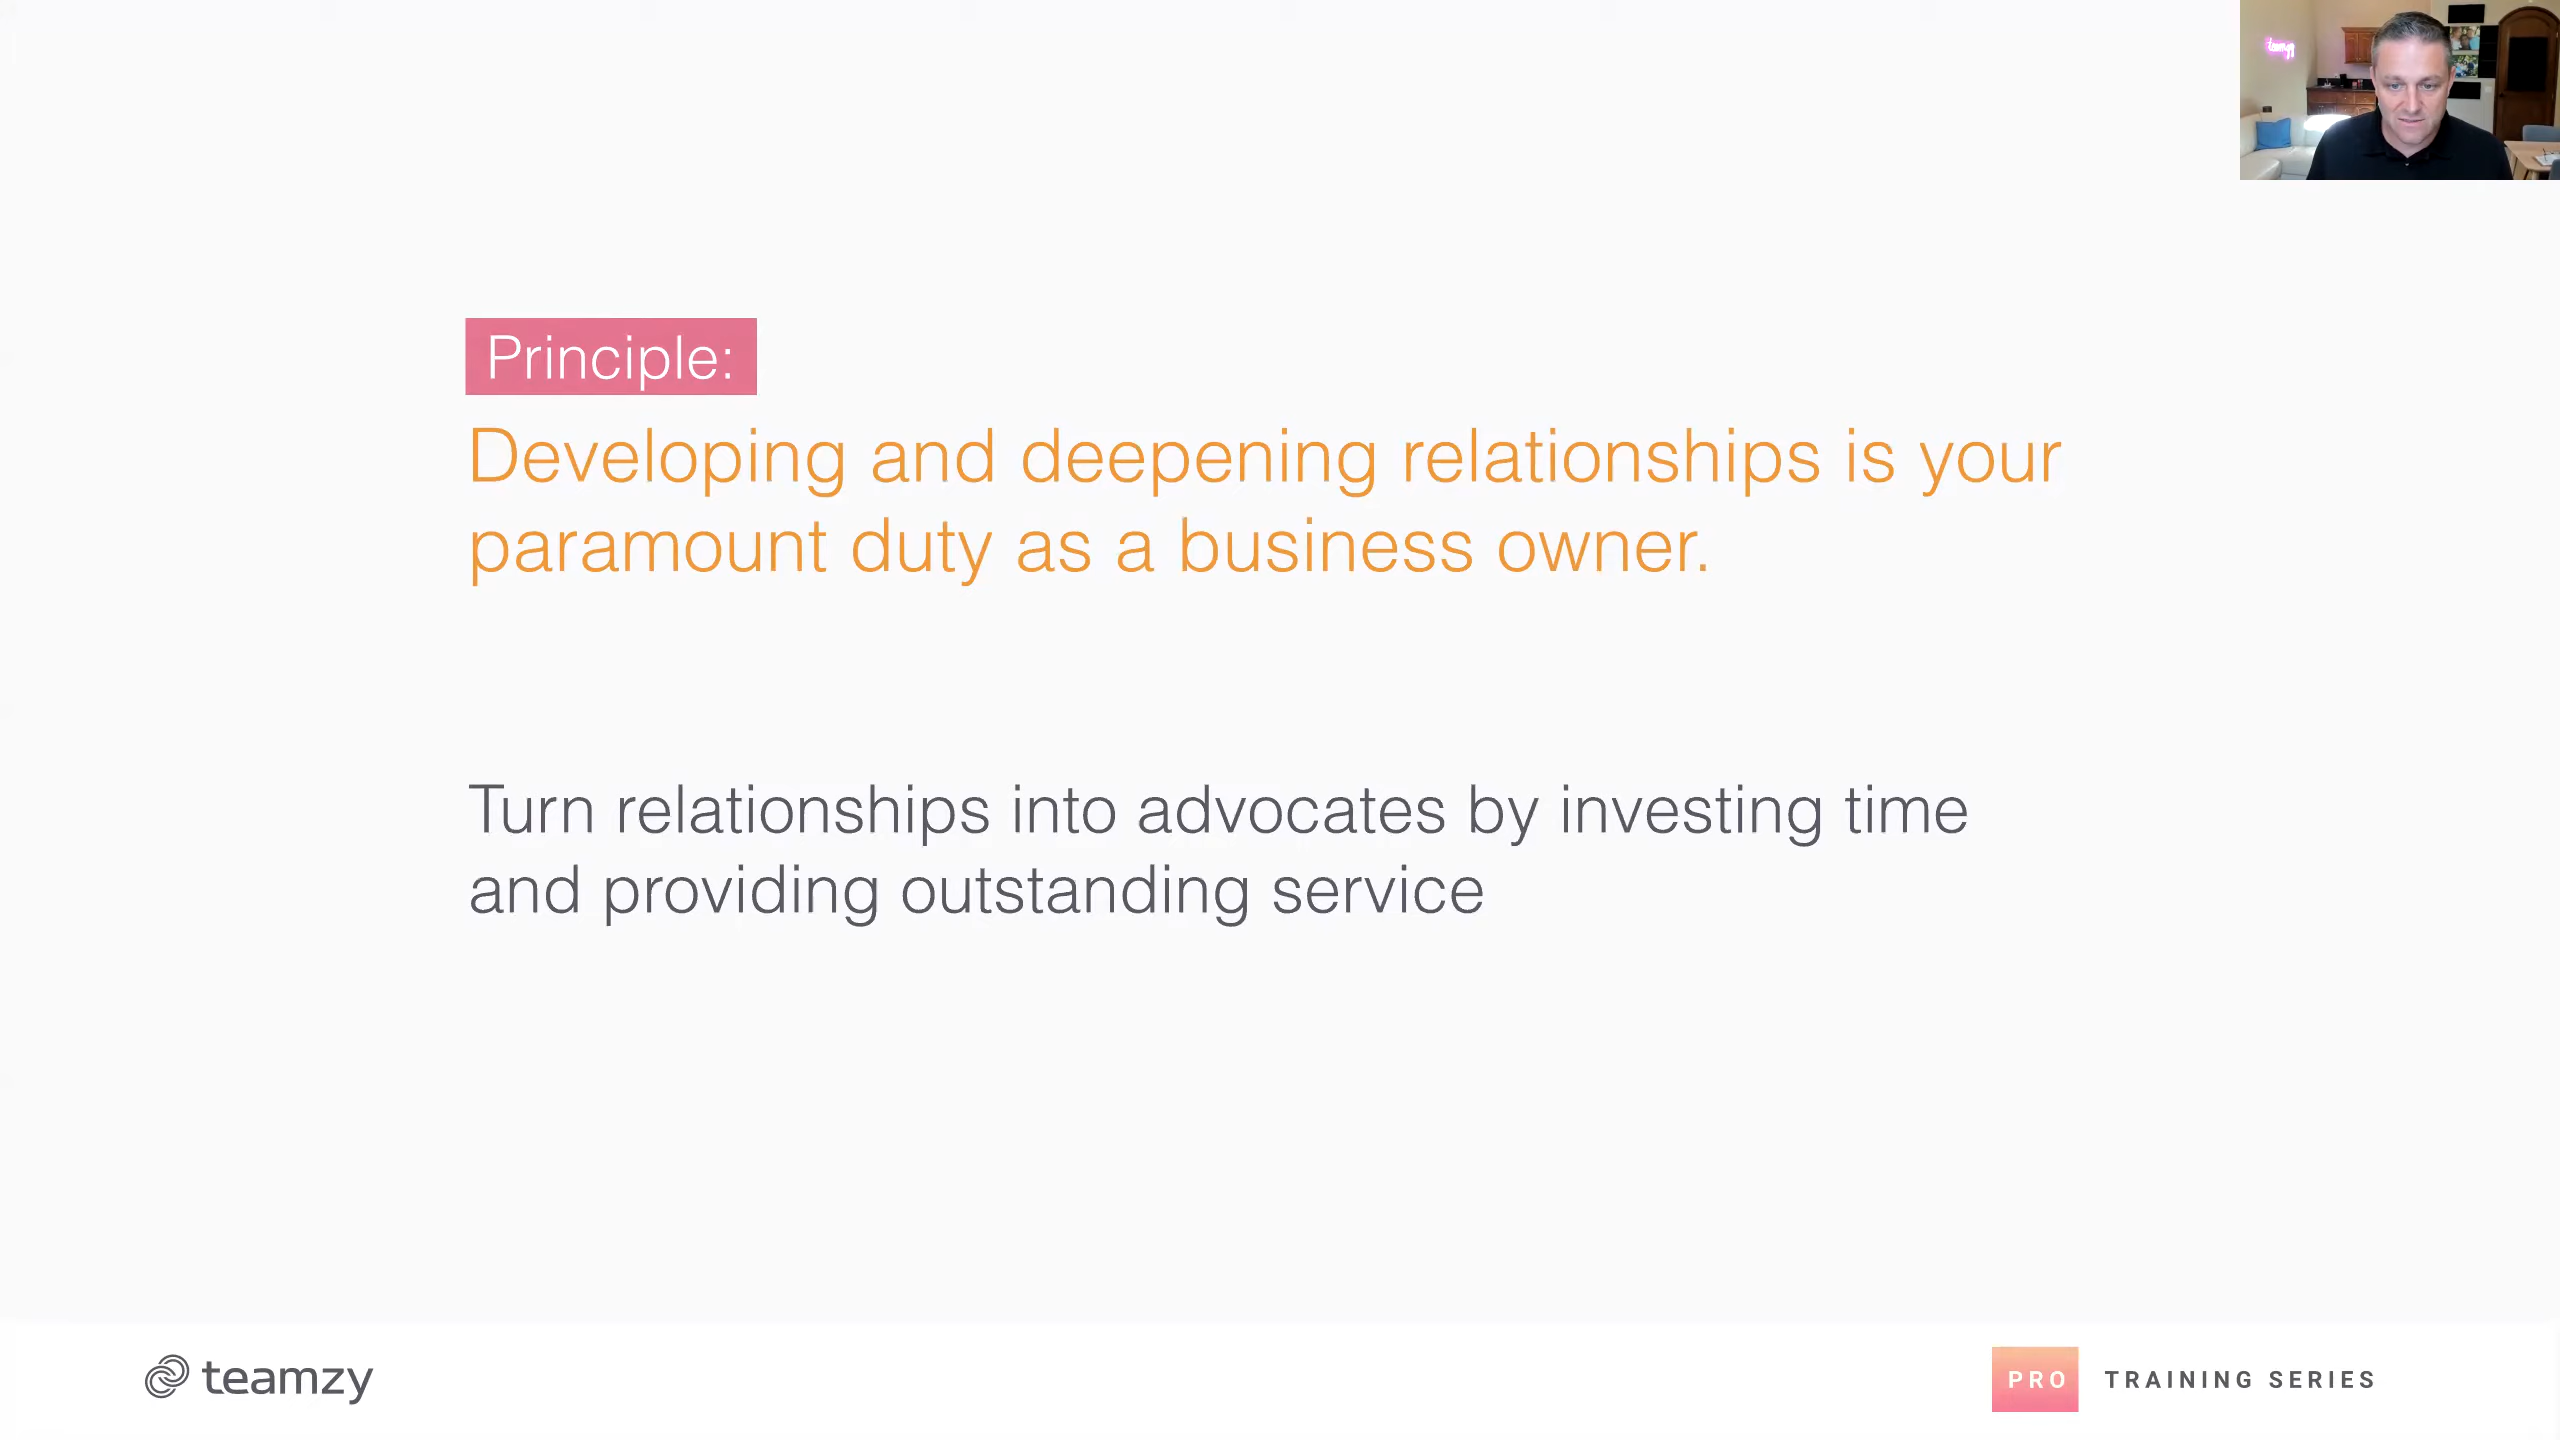 teamzy
Principle:
Developing and deepening relationships is your
paramount duty as a business owner.
Turn relationships into advocates by investing time
and providing outstanding service
teamzy
PRO TRAINING SERIES